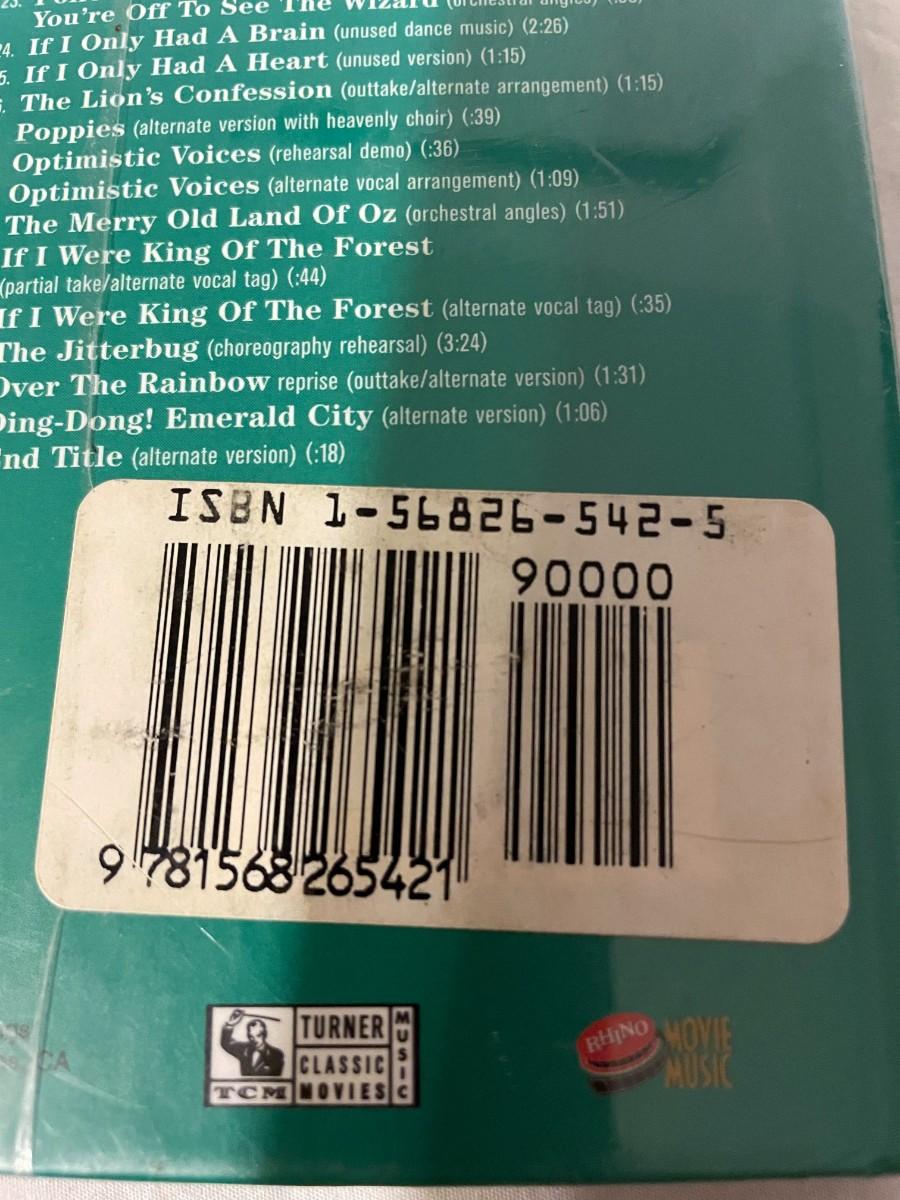 23.
You're Off To See The Wizard (orchestral angles)
24. If I Only Had A Brain (unused dance music) (2:26)
5. If I Only Had A Heart (unused version) (1:15)
. The Lion's Confession (outtake/alternate arrangement) (1:15)
Poppies (alternate version with heavenly choir) (:39)
Optimistic Voices (rehearsal demo) (:36)
Optimistic Voices (alternate vocal arrangement) (1:09)
The Merry Old Land Of Oz (orchestral angles) (1:51)
If I Were King Of The Forest
(partial take/alternate vocal tag) (:44)
If I Were King Of The Forest (alternate vocal tag) (:35)
The Jitterbug (choreography rehearsal) (3:24)
Over The Rainbow reprise (outtake/alternate version) (1:31)
Ding-Dong! Emerald City (alternate version) (1:06)
End Title (alternate version) (:18)
ISBN 1-56826-542-5
90000
9 781568 265421
CA
TCM
TURNER
CLASSIC
MOVIES
MUSIC
RHINO
MOVIE
MUSIC